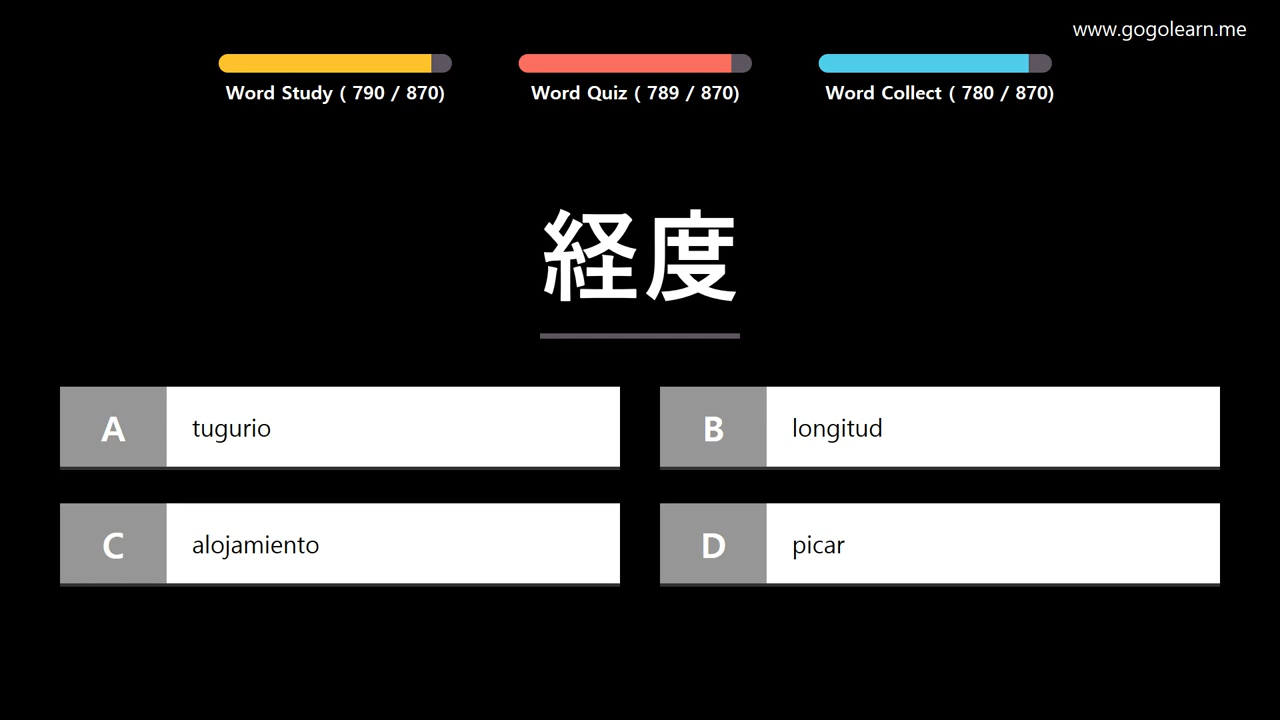 www.gogolearn.me
Word Study ( 790 / 870)
Word Quiz ( 789 / 870)
Word Collect ( 780 / 870)
経度
A tugurio
B longitud
C alojamiento
D picar